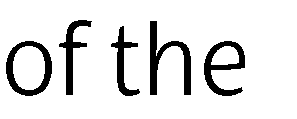 of the